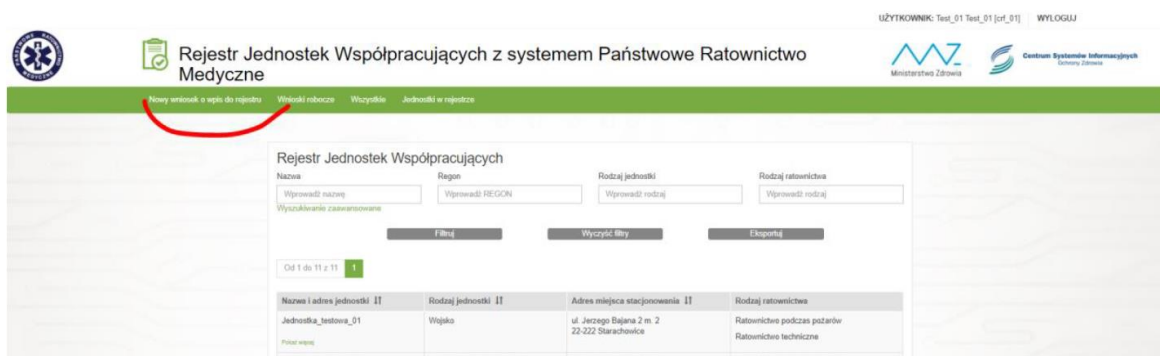 UŻYTKOWNIK: Test_01 Test_01 [crf_01] WYLOGUJ
Rejestr Jednostek Współpracujących z systemem Państwowe Ratownictwo
Medyczne
Ministerstwo Zdrowia
Centrum Systemów Informacyjnych
Ochrony Zdrowia
Nowy wniosek o wpis do rejestru Wnioski robocze Wszystkie Jednostki w rejestrze
Rejestr Jednostek Współpracujących
Nazwa Regon Rodzaj jednostki Rodzaj ratownictwa
Wprowadź nazwę Wprowadź REGON Wprowadź rodzaj Wprowadź rodzaj
Wyszukiwanie zaawansowane
Filtruj Wyczyść filtry Eksportuj
Od 1 do 11 z 11 1
Nazwa i adres jednostki Rodzaj jednostki Adres miejsca stacjonowania Rodzaj ratownictwa
Jednostka_testowa_01 Wojsko ul. Jerzego Bajana 2 m. 2 Ratownictwo podczas pożarów
22-222 Starachowice
Ratownictwo techniczne
Pokaż więcej